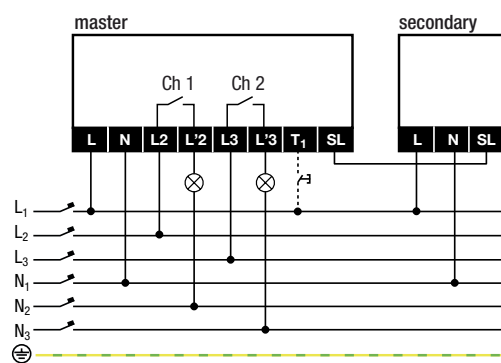 master secondary
Ch 1 Ch 2
L N L2 L'2 L3 L'3 T1 SL L N SL
L1
L2
L3
N1
N2
N3